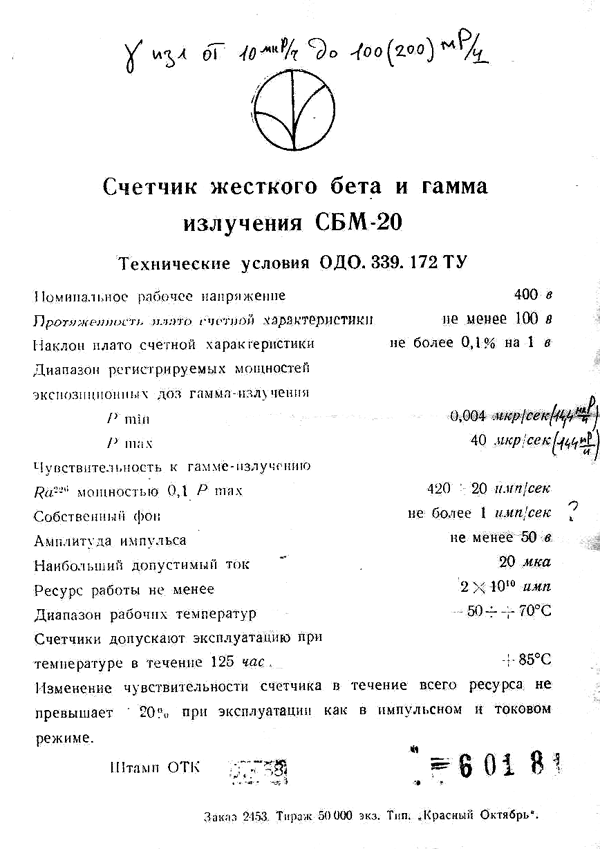 γ изл от 10 мкР/ч до 100(200) мР/ч
Счетчик жесткого бета и гамма
излучения СБМ-20
Технические условия ОДО. 339. 172 ТУ
Номинальное рабочее напряжение 400 в
Протяженность плато счетной характеристики не менее 100 в
Наклон плато счетной характеристики не более 0,1% на 1 в
Диапазон регистрируемых мощностей
экспозиционных доз гамма-излучения
P min 0,004 мкр/сек (14,4 мкР/ч)
P max 40 мкр/сек (144 мР/ч)
Чувствительность к гамме-излучению
Ra²²⁶ мощностью 0,1 P max 420 ÷ 20 имп/сек
Собственный фон не более 1 имп/сек ?
Амплитуда импульса не менее 50 в
Наибольший допустимый ток 20 мка
Ресурс работы не менее 2 × 10¹⁰ имп
Диапазон рабочих температур —50 ÷ +70°С
Счетчики допускают эксплуатацию при
температуре в течение 125 час. +85°С
Изменение чувствительности счетчика в течение всего ресурса не
превышает 20% при эксплуатации как в импульсном и токовом
режиме.
Штамп ОТК 6 01 81
Заказ 2453. Тираж 50 000 экз. Тип. „Красный Октябрь".